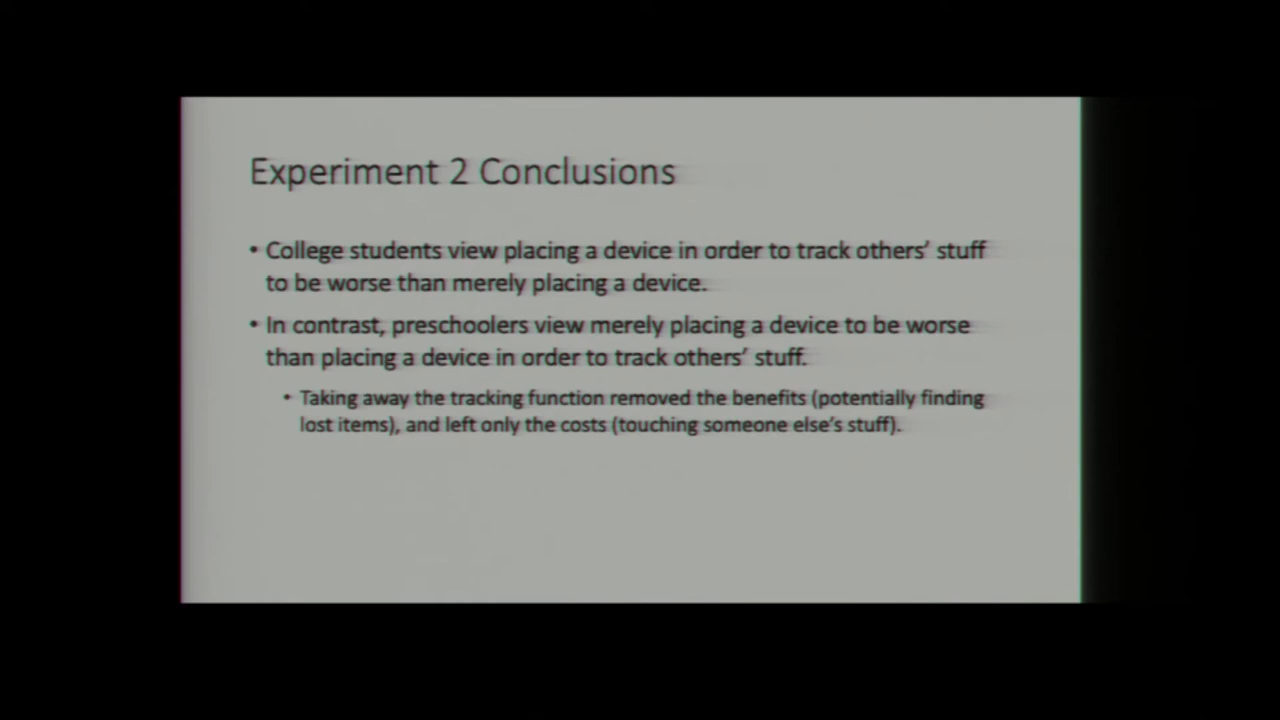 Experiment 2 Conclusions
• College students view placing a device in order to track others’ stuff
to be worse than merely placing a device.
• In contrast, preschoolers view merely placing a device to be worse
than placing a device in order to track others’ stuff.
• Taking away the tracking function removed the benefits (potentially finding
lost items), and left only the costs (touching someone else’s stuff).